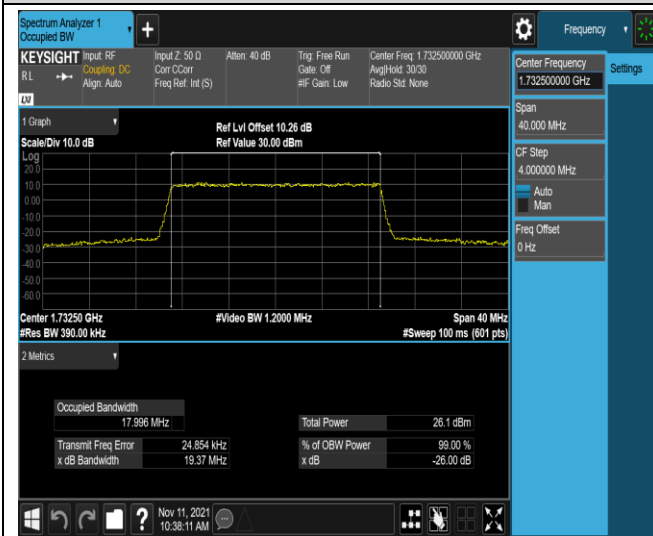 Spectrum Analyzer 1
Occupied BW
+
Frequency
KEYSIGHT
RL
LXI
Input: RF
Coupling: DC
Align: Auto
Input Z: 50 Ω
Corr CCorr
Freq Ref: Int (S)
Atten: 40 dB
Trig: Free Run
Gate: Off
#IF Gain: Low
Center Freq: 1.732500000 GHz
Avg|Hold: 30/30
Radio Std: None
Center Frequency
1.732500000 GHz
Settings
Span
40.000 MHz
CF Step
4.000000 MHz
Auto
Man
Freq Offset
0 Hz
1 Graph
Scale/Div 10.0 dB
Ref Lvl Offset 10.26 dB
Ref Value 30.00 dBm
Log
20.0
10.0
0.00
-10.0
-20.0
-30.0
-40.0
-50.0
-60.0
Center 1.73250 GHz
#Res BW 390.00 kHz
#Video BW 1.2000 MHz
Span 40 MHz
#Sweep 100 ms (601 pts)
2 Metrics
Occupied Bandwidth
17.996 MHz
Total Power 26.1 dBm
Transmit Freq Error 24.854 kHz
% of OBW Power 99.00 %
x dB Bandwidth 19.37 MHz
x dB -26.00 dB
?
Nov 11, 2021
10:38:11 AM